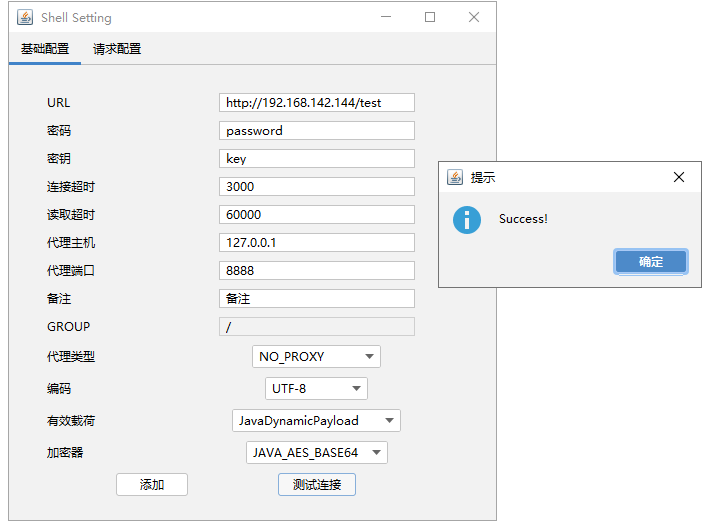 Shell Setting
基础配置 请求配置
URL http://192.168.142.144/test
密码 password
密钥 key
连接超时 3000
读取超时 60000
代理主机 127.0.0.1
代理端口 8888
备注 备注
GROUP /
代理类型 NO_PROXY
编码 UTF-8
有效载荷 JavaDynamicPayload
加密器 JAVA_AES_BASE64
添加 测试连接
提示
Success!
确定